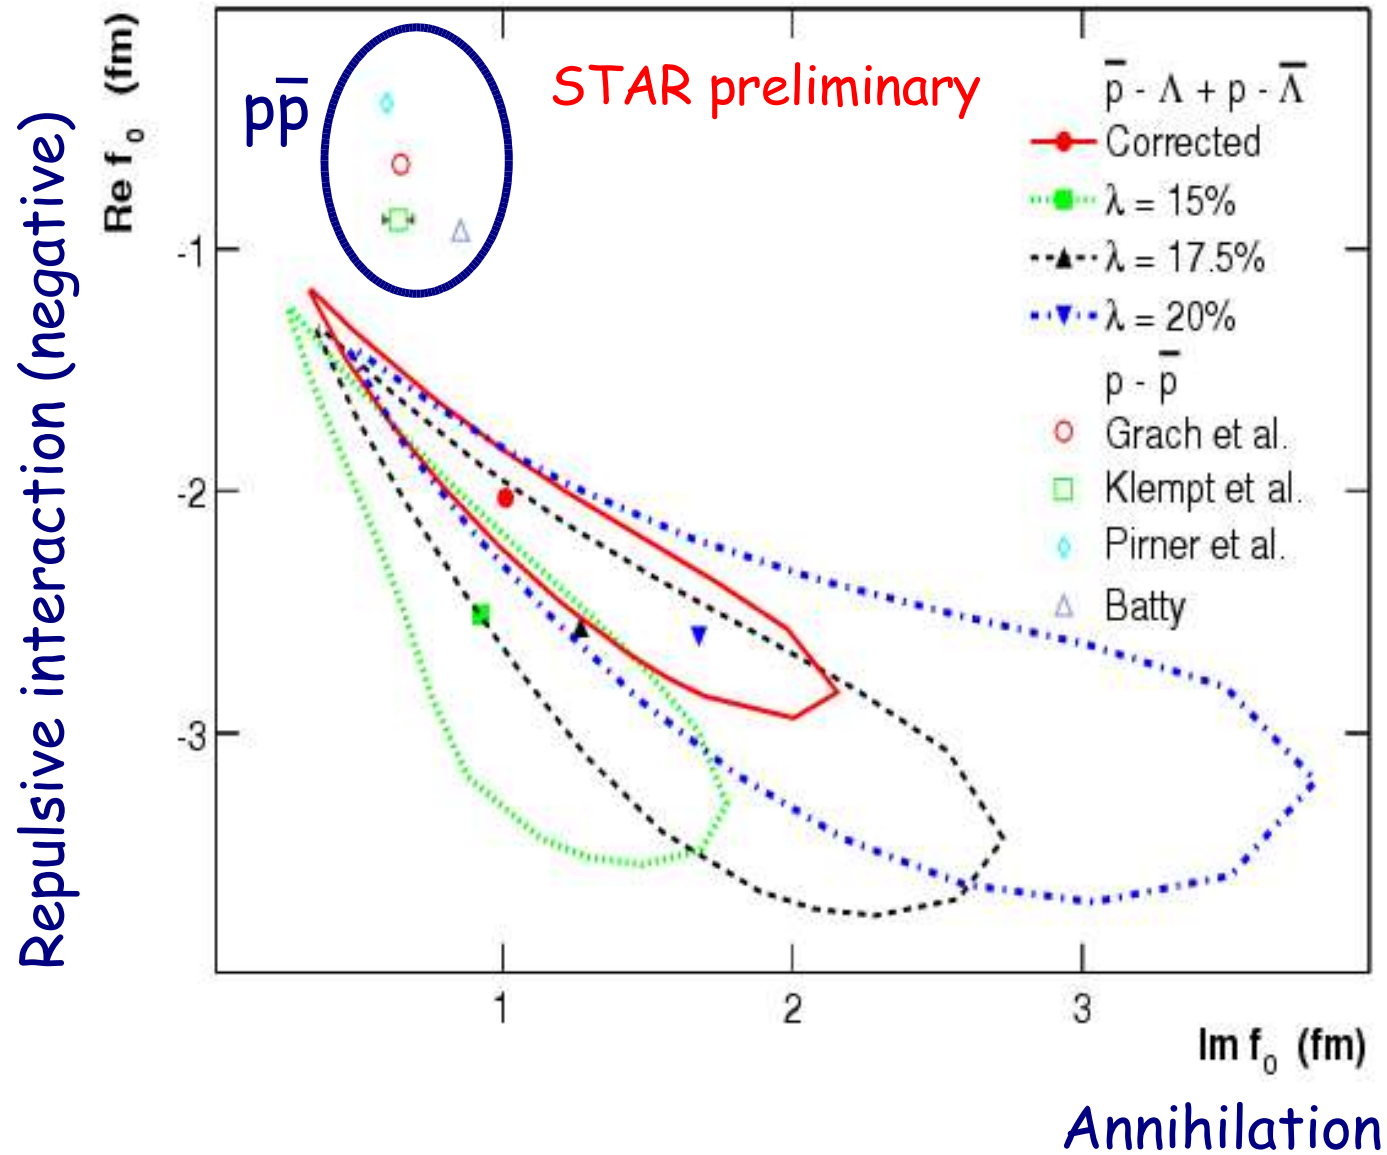 Repulsive interaction (negative)
Re f₀ (fm)
pp̅
STAR preliminary
p̅ - Λ + p - Λ̅
Corrected
λ = 15%
λ = 17.5%
λ = 20%
p - p̅
Grach et al.
Klempt et al.
Pirner et al.
Batty
-1
-2
-3
1 2 3
Im f₀ (fm)
Annihilation